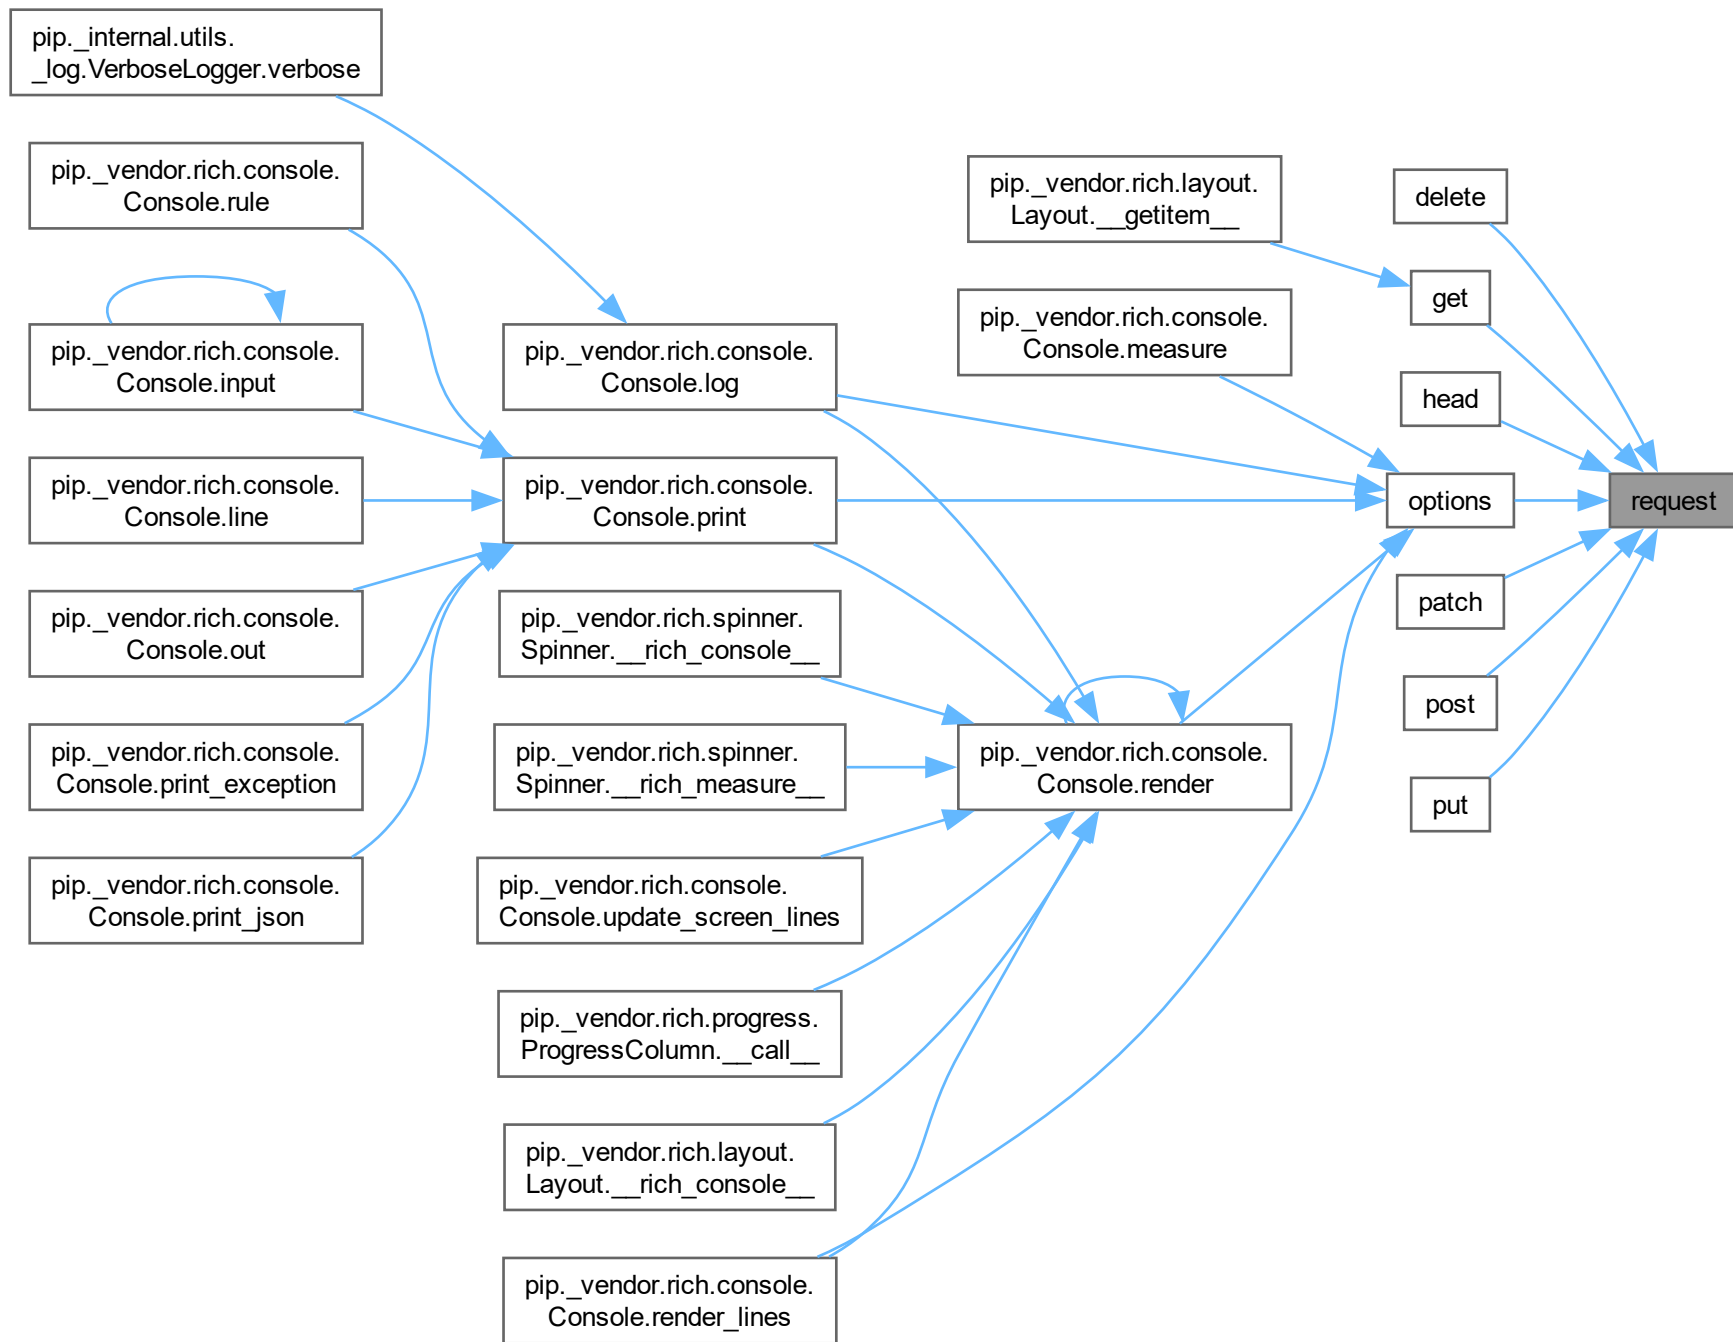 pip._internal.utils.
_log.VerboseLogger.verbose
pip._vendor.rich.console.
Console.rule
pip._vendor.rich.console.
Console.input
pip._vendor.rich.console.
Console.line
pip._vendor.rich.console.
Console.out
pip._vendor.rich.console.
Console.print_exception
pip._vendor.rich.console.
Console.print_json
pip._vendor.rich.console.
Console.log
pip._vendor.rich.console.
Console.print
pip._vendor.rich.spinner.
Spinner.__rich_console__
pip._vendor.rich.spinner.
Spinner.__rich_measure__
pip._vendor.rich.console.
Console.update_screen_lines
pip._vendor.rich.progress.
ProgressColumn.__call__
pip._vendor.rich.layout.
Layout.__rich_console__
pip._vendor.rich.console.
Console.render_lines
pip._vendor.rich.layout.
Layout.__getitem__
pip._vendor.rich.console.
Console.measure
pip._vendor.rich.console.
Console.render
delete
get
head
options
patch
post
put
request